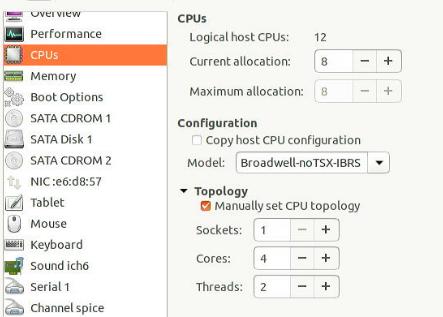 Overview
Performance
CPUs
Memory
Boot Options
SATA CDROM 1
SATA Disk 1
SATA CDROM 2
NIC :e6:d8:57
Tablet
Mouse
Keyboard
Sound ich6
Serial 1
Channel spice
CPUs
Logical host CPUs: 12
Current allocation: 8 − +
Maximum allocation: 8 − +
Configuration
Copy host CPU configuration
Model: Broadwell-noTSX-IBRS
Topology
Manually set CPU topology
Sockets: 1 − +
Cores: 4 − +
Threads: 2 − +